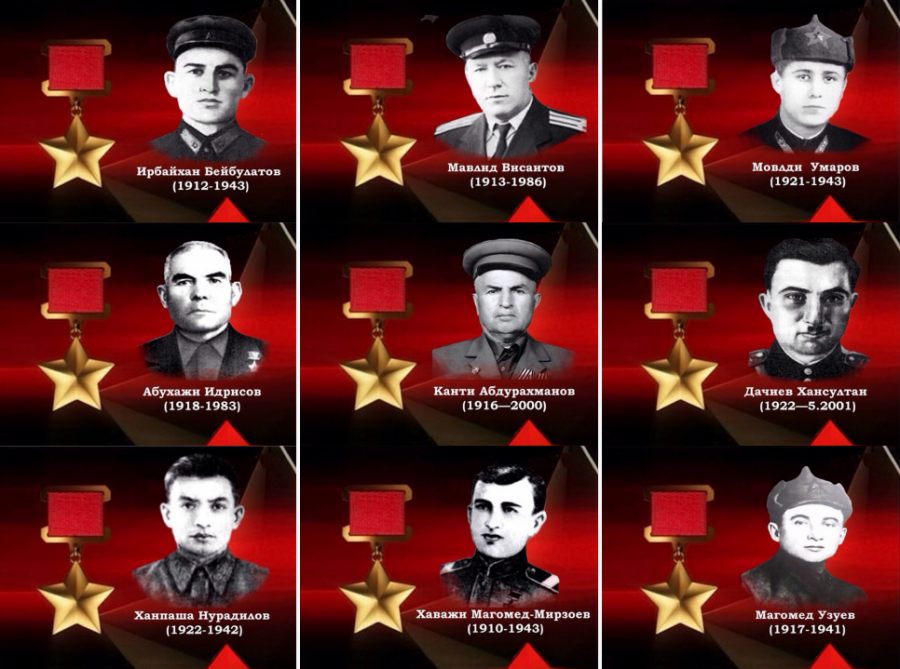 Ирбайхан Бейбулатов
(1912-1943)
Мавлид Висаитов
(1913-1986)
Мовлди Умаров
(1921-1943)
Абухажи Идрисов
(1918-1983)
Канти Абдурахманов
(1916—2000)
Дачиев Хансултан
(1922—5.2001)
Ханпаша Нурадилов
(1922-1942)
Хаважи Магомед-Мирзоев
(1910-1943)
Магомед Узуев
(1917-1941)